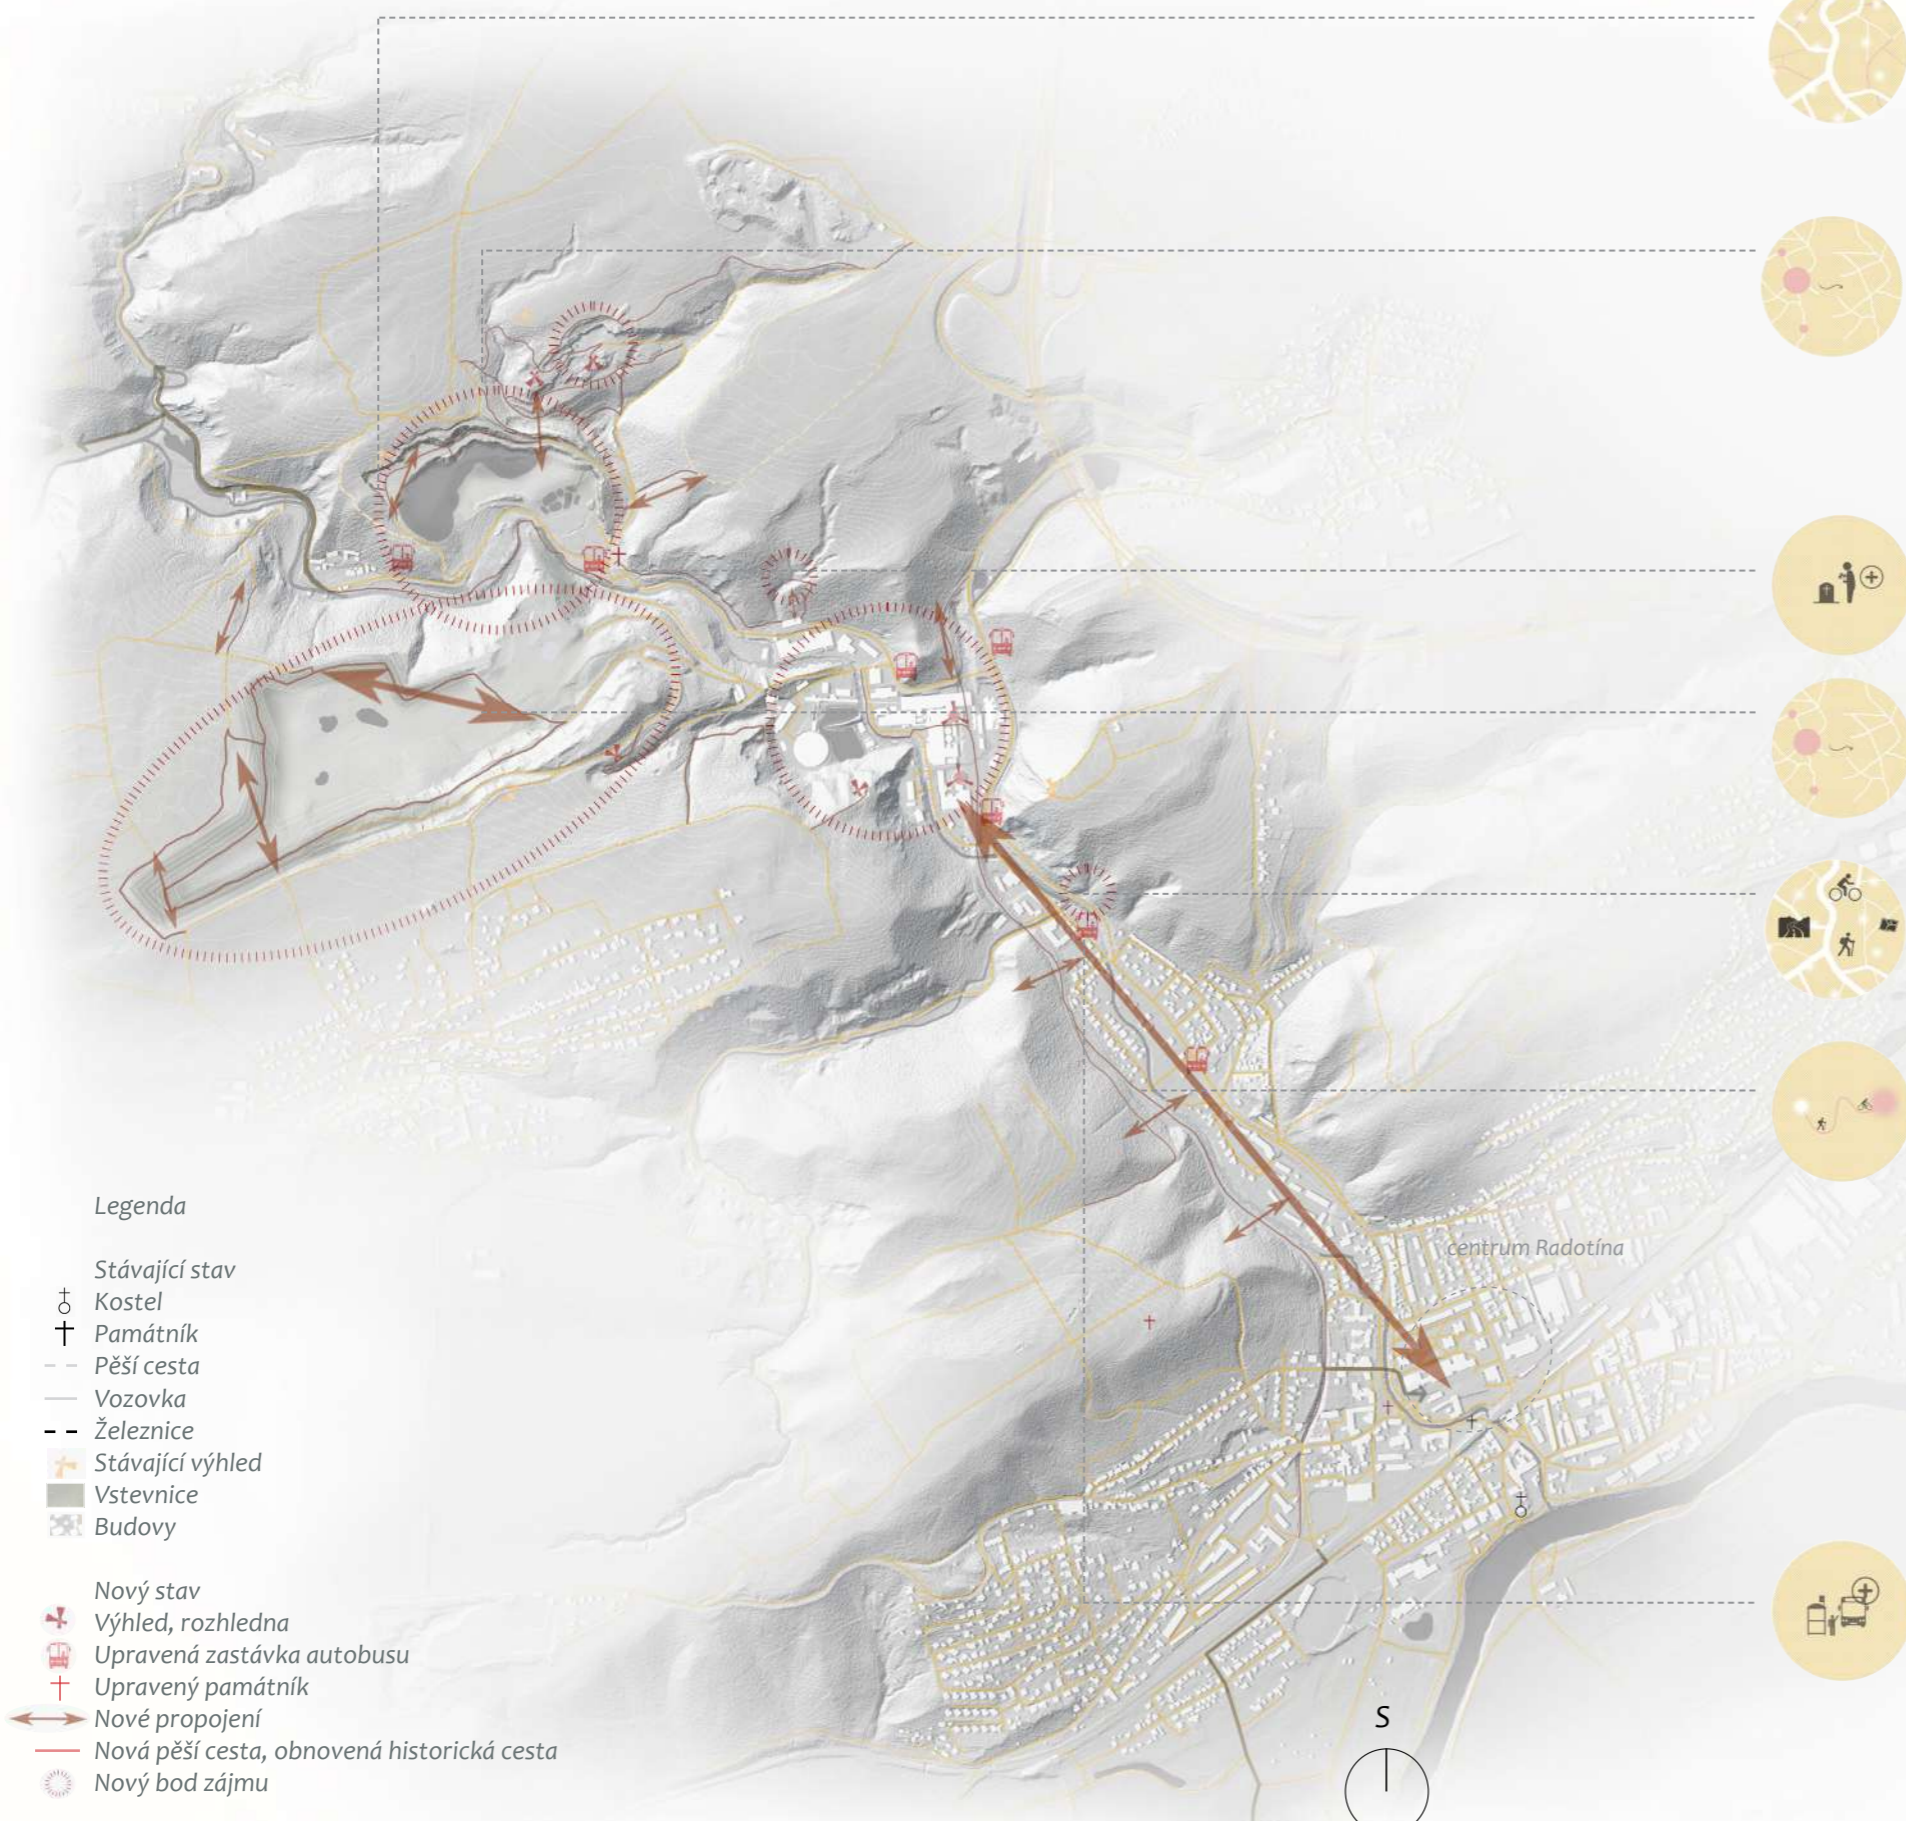 centrum Radotína
Legenda
Stávající stav
Kostel
Památník
Pěší cesta
Vozovka
Železnice
Stávající výhled
Vstevnice
Budovy
Nový stav
Výhled, rozhledna
Upravená zastávka autobusu
Upravený památník
Nové propojení
Nová pěší cesta, obnovená historická cesta
Nový bod zájmu
S